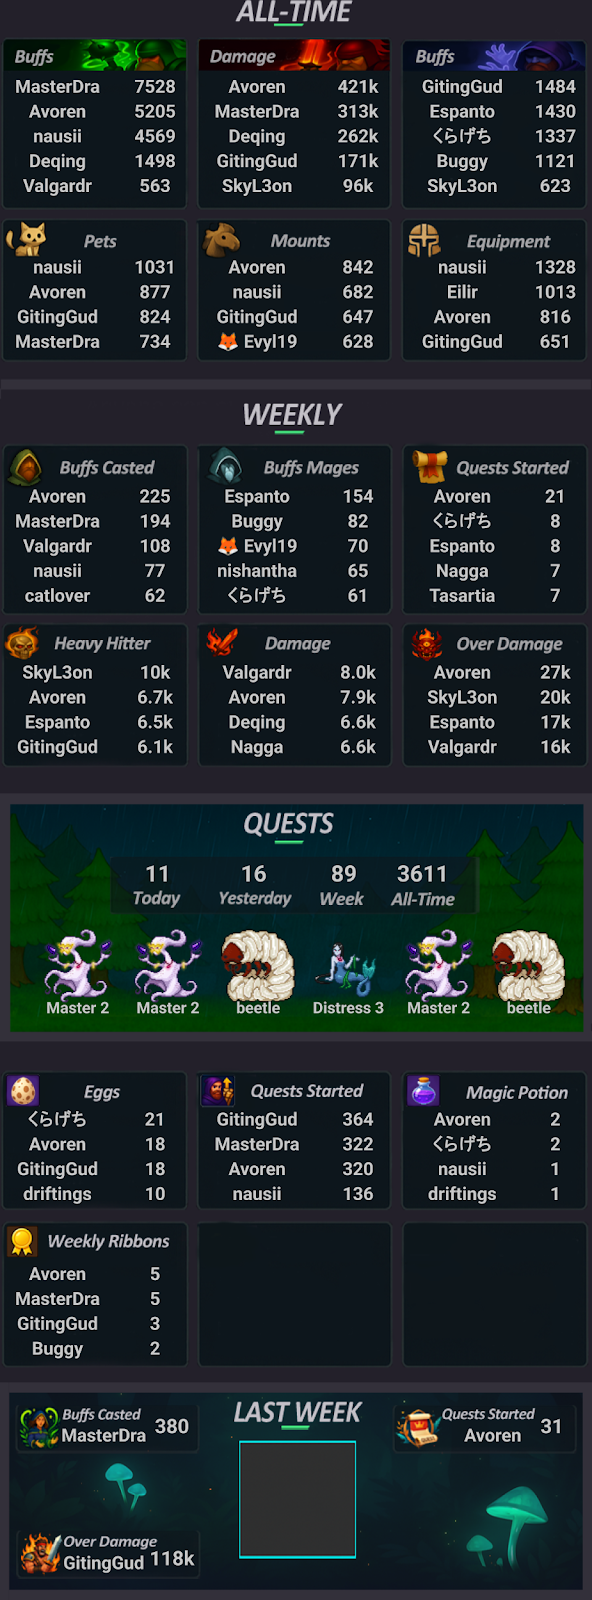 ALL-TIME
Buffs
MasterDra 7528
Avoren 5205
nausii 4569
Deqing 1498
Valgardr 563
Damage
Avoren 421k
MasterDra 313k
Deqing 262k
GitingGud 171k
SkyL3on 96k
Buffs
GitingGud 1484
Espanto 1430
くらげち 1337
Buggy 1121
SkyL3on 623
Pets
nausii 1031
Avoren 877
GitingGud 824
MasterDra 734
Mounts
Avoren 842
nausii 682
GitingGud 647
🦊 Evyl19 628
Equipment
nausii 1328
Eilir 1013
Avoren 816
GitingGud 651
WEEKLY
Buffs Casted
Avoren 225
MasterDra 194
Valgardr 108
nausii 77
catlover 62
Buffs Mages
Espanto 154
Buggy 82
🦊 Evyl19 70
nishantha 65
くらげち 61
Quests Started
Avoren 21
くらげち 8
Espanto 8
Nagga 7
Tasartia 7
Heavy Hitter
SkyL3on 10k
Avoren 6.7k
Espanto 6.5k
GitingGud 6.1k
Damage
Valgardr 8.0k
Avoren 7.9k
Deqing 6.6k
Nagga 6.6k
Over Damage
Avoren 27k
SkyL3on 20k
Espanto 17k
Valgardr 16k
QUESTS
11 16 89 3611
Today Yesterday Week All-Time
Master 2 Master 2 beetle Distress 3 Master 2 beetle
Eggs
くらげち 21
Avoren 18
GitingGud 18
driftings 10
Quests Started
GitingGud 364
MasterDra 322
Avoren 320
nausii 136
Magic Potion
Avoren 2
くらげち 2
nausii 1
driftings 1
Weekly Ribbons
Avoren 5
MasterDra 5
GitingGud 3
Buggy 2
LAST WEEK
Buffs Casted
MasterDra 380
Quests Started
Avoren 31
Over Damage
GitingGud 118k